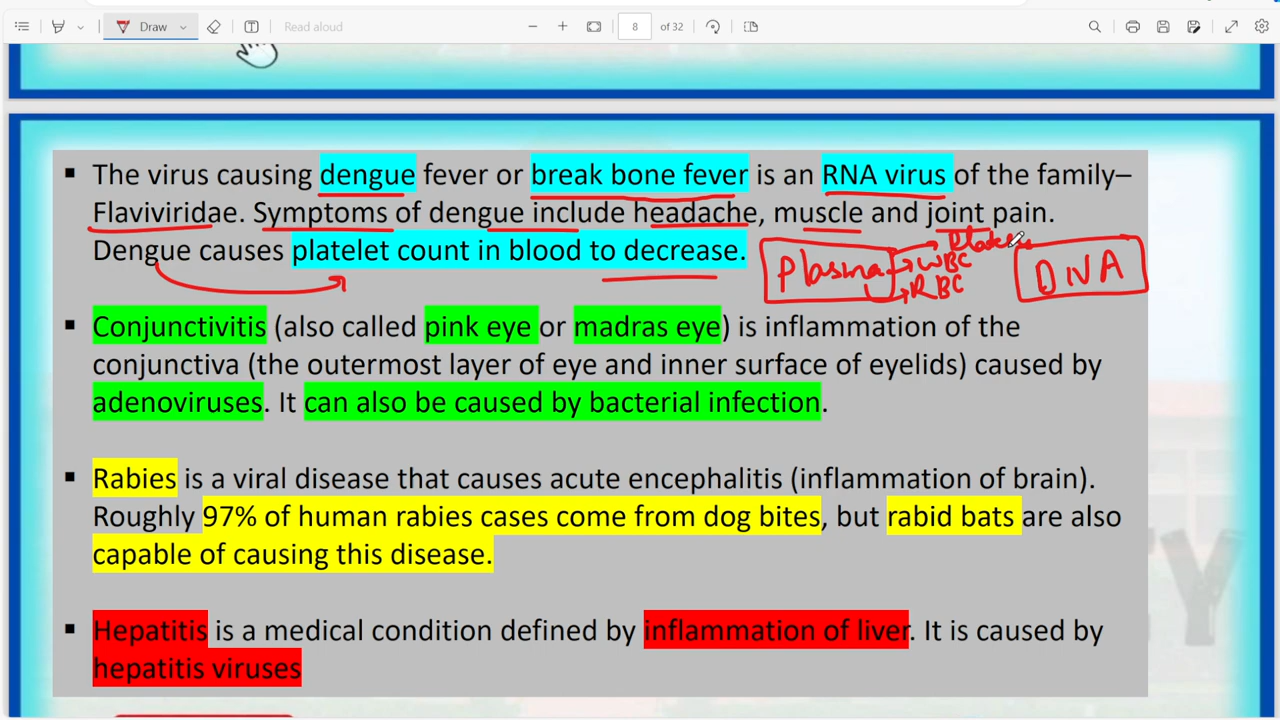 Draw
Read aloud
8 of 32
The virus causing dengue fever or break bone fever is an RNA virus of the family–
Flaviviridae. Symptoms of dengue include headache, muscle and joint pain.
Dengue causes platelet count in blood to decrease.
Plasma
WBC
RBC
DNA
Conjunctivitis (also called pink eye or madras eye) is inflammation of the
conjunctiva (the outermost layer of eye and inner surface of eyelids) caused by
adenoviruses. It can also be caused by bacterial infection.
Rabies is a viral disease that causes acute encephalitis (inflammation of brain).
Roughly 97% of human rabies cases come from dog bites, but rabid bats are also
capable of causing this disease.
Hepatitis is a medical condition defined by inflammation of liver. It is caused by
hepatitis viruses